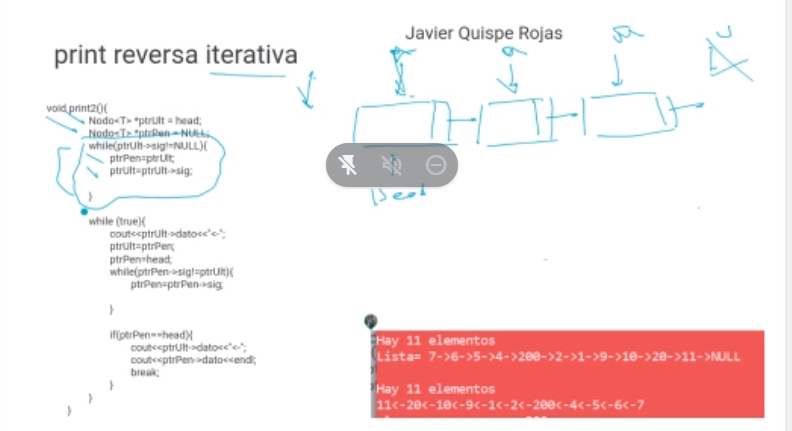 Javier Quispe Rojas
print reversa iterativa
void print2(){
Nodo<T> *ptrUlt = head;
Nodo<T> *ptrPen = NULL;
while(ptrUlt->sig!=NULL){
ptrPen=ptrUlt;
ptrUlt=ptrUlt->sig;
}
while (true){
cout<<ptrUlt->dato<<"<-";
ptrUlt=ptrPen;
ptrPen=head;
while(ptrPen->sig!=ptrUlt){
ptrPen=ptrPen->sig;
}
if(ptrPen==head){
cout<<ptrUlt->dato<<"<-";
cout<<ptrPen->dato<<endl;
break;
}
}
}
Hay 11 elementos
Lista= 7->6->5->4->200->2->1->9->10->20->11->NULL
Hay 11 elementos
11<-20<-10<-9<-1<-2<-200<-4<-5<-6<-7